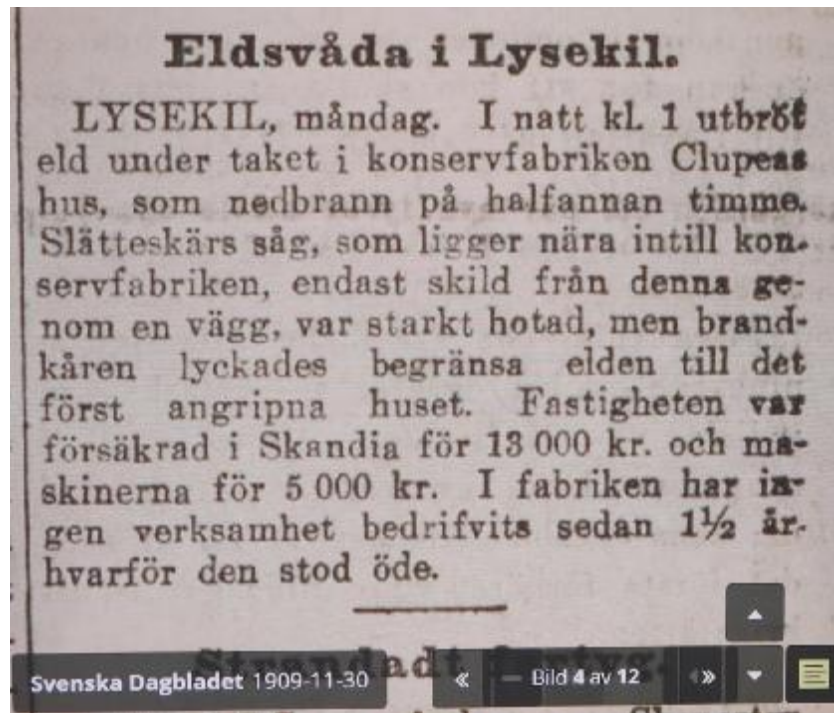 Eldsvåda i Lysekil.
LYSEKIL, måndag. I natt kl. 1 utbröt
eld under taket i konservfabriken Clupeas
hus, som nedbrann på halfannan timme.
Slätteskärs såg, som ligger nära intill kon-
servfabriken, endast skild från denna ge-
nom en vägg, var starkt hotad, men brand-
kåren lyckades begränsa elden till det
först angripna huset. Fastigheten var
försäkrad i Skandia för 13 000 kr. och ma-
skinerna för 5 000 kr. I fabriken har in-
gen verksamhet bedrifvits sedan 1½ år.
hvarför den stod öde.
Strandadt
Svenska Dagbladet 1909-11-30
« Bild 4 av 12 »